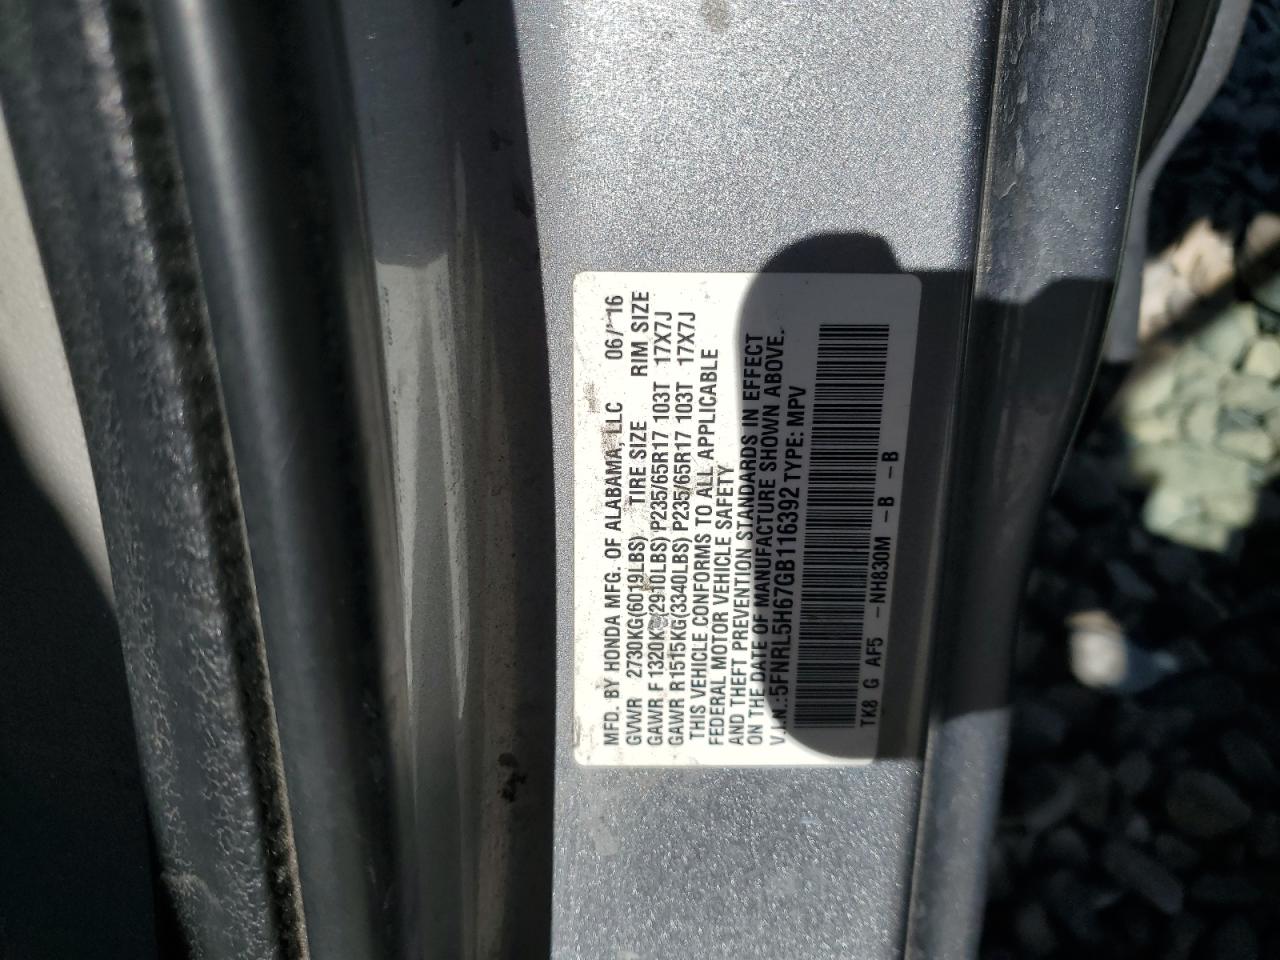 MFD. BY HONDA MFG. OF ALABAMA, LLC 06/'16
GVWR 2730KG(6019LBS) TIRE SIZE RIM SIZE
GAWR F 1320KG(2910LBS) P235/65R17 103T 17X7J
GAWR R1515KG(3340LBS) P235/65R17 103T 17X7J
THIS VEHICLE CONFORMS TO ALL APPLICABLE
FEDERAL MOTOR VEHICLE SAFETY
AND THEFT PREVENTION STANDARDS IN EFFECT
ON THE DATE OF MANUFACTURE SHOWN ABOVE.
V.I.N.:5FNRL5H67GB116392 TYPE: MPV
TK8 G AF5 -NH830M -B -B